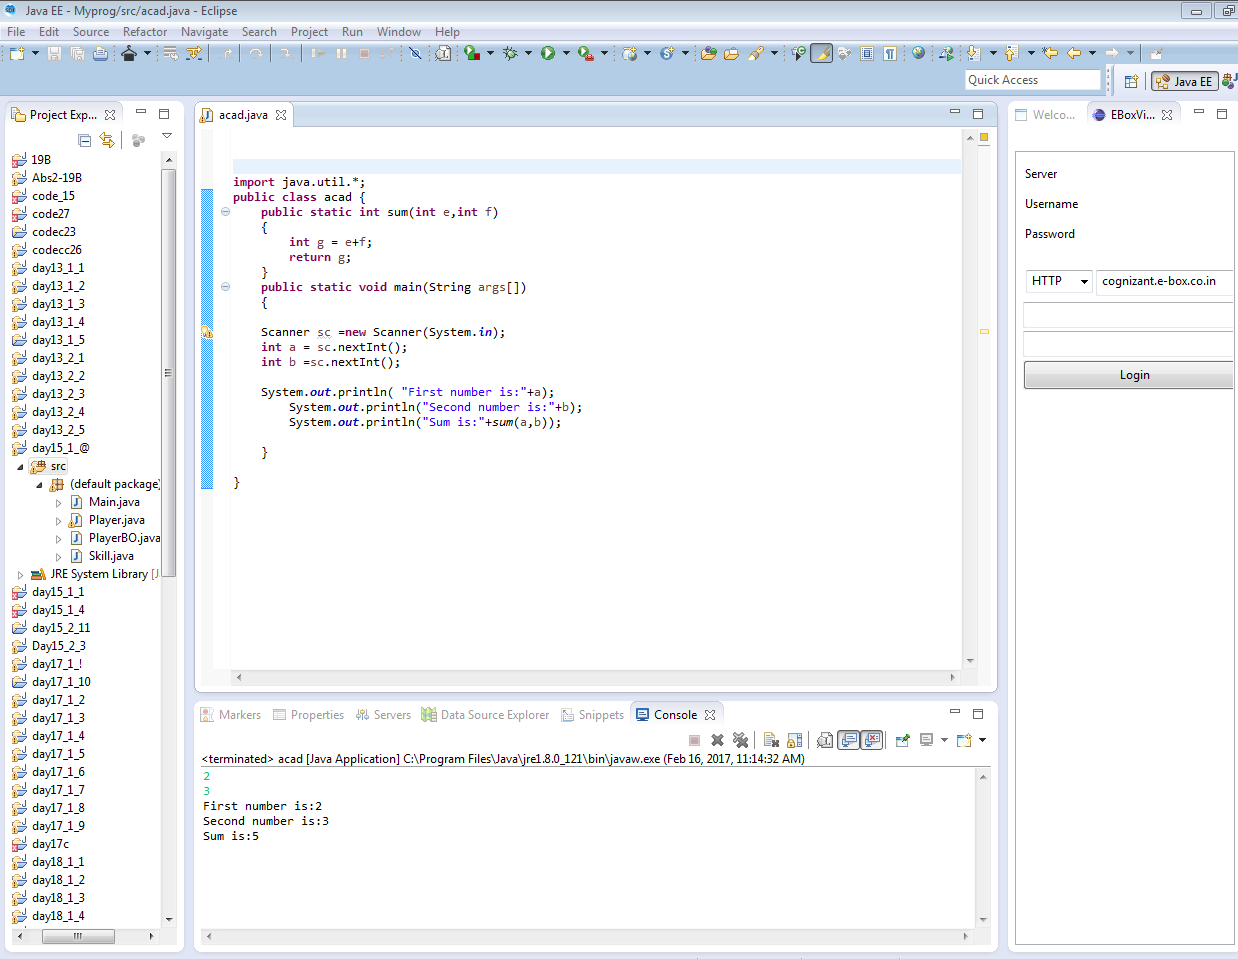 Java EE - Myprog/src/acad.java - Eclipse
File Edit Source Refactor Navigate Search Project Run Window Help
Quick Access
Java EE
Project Exp...
19B
Abs2-19B
code_15
code27
codec23
codecc26
day13_1_1
day13_1_2
day13_1_3
day13_1_4
day13_1_5
day13_2_1
day13_2_2
day13_2_3
day13_2_4
day13_2_5
day15_1_@
src
(default package)
Main.java
Player.java
PlayerBO.java
Skill.java
JRE System Library [J
day15_1_1
day15_1_4
day15_2_11
Day15_2_3
day17_1_!
day17_1_10
day17_1_2
day17_1_3
day17_1_4
day17_1_5
day17_1_6
day17_1_7
day17_1_8
day17_1_9
day17c
day18_1_1
day18_1_2
day18_1_3
day18_1_4
acad.java
import java.util.*;
public class acad {
public static int sum(int e,int f)
{
int g = e+f;
return g;
}
public static void main(String args[])
{
Scanner sc =new Scanner(System.in);
int a = sc.nextInt();
int b =sc.nextInt();
System.out.println( "First number is:"+a);
System.out.println("Second number is:"+b);
System.out.println("Sum is:"+sum(a,b));
}
}
Markers Properties Servers Data Source Explorer Snippets Console
<terminated> acad [Java Application] C:\Program Files\Java\jre1.8.0_121\bin\javaw.exe (Feb 16, 2017, 11:14:32 AM)
2
3
First number is:2
Second number is:3
Sum is:5
Welco... EBoxVi...
Server
Username
Password
HTTP cognizant.e-box.co.in
Login